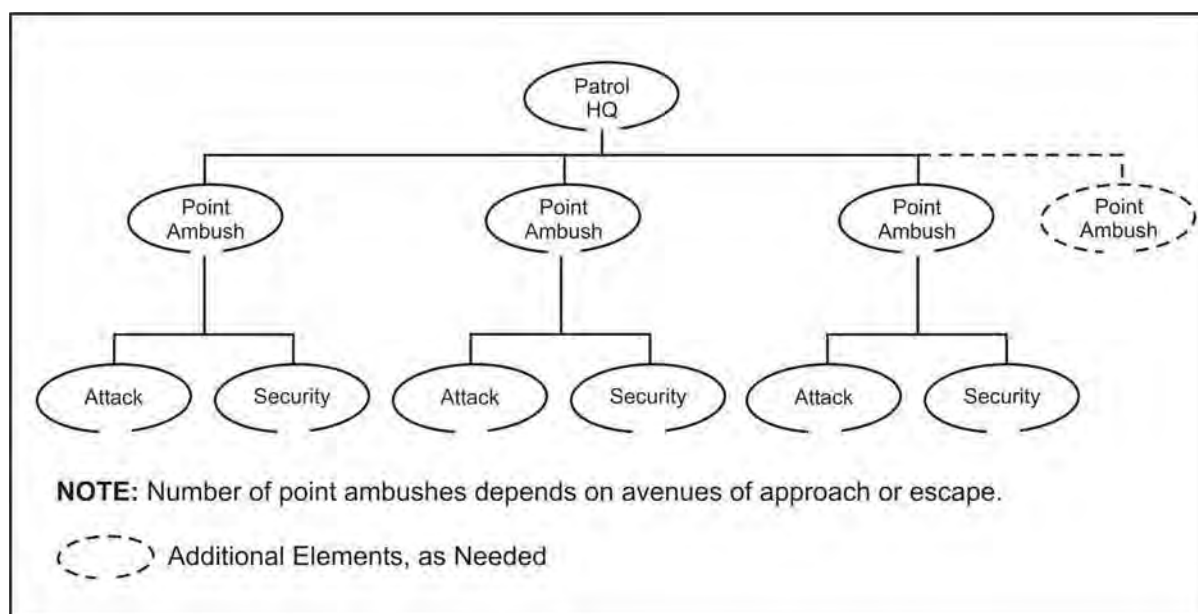 Patrol
HQ
Point
Ambush
Point
Ambush
Point
Ambush
Point
Ambush
Attack
Security
Attack
Security
Attack
Security
NOTE: Number of point ambushes depends on avenues of approach or escape.
Additional Elements, as Needed